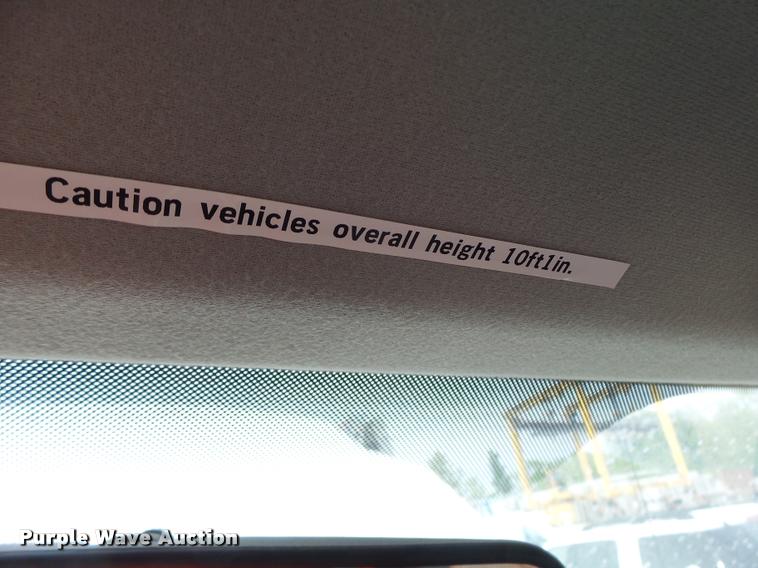 Caution vehicles overall height 10ft1in.
Purple Wave Auction